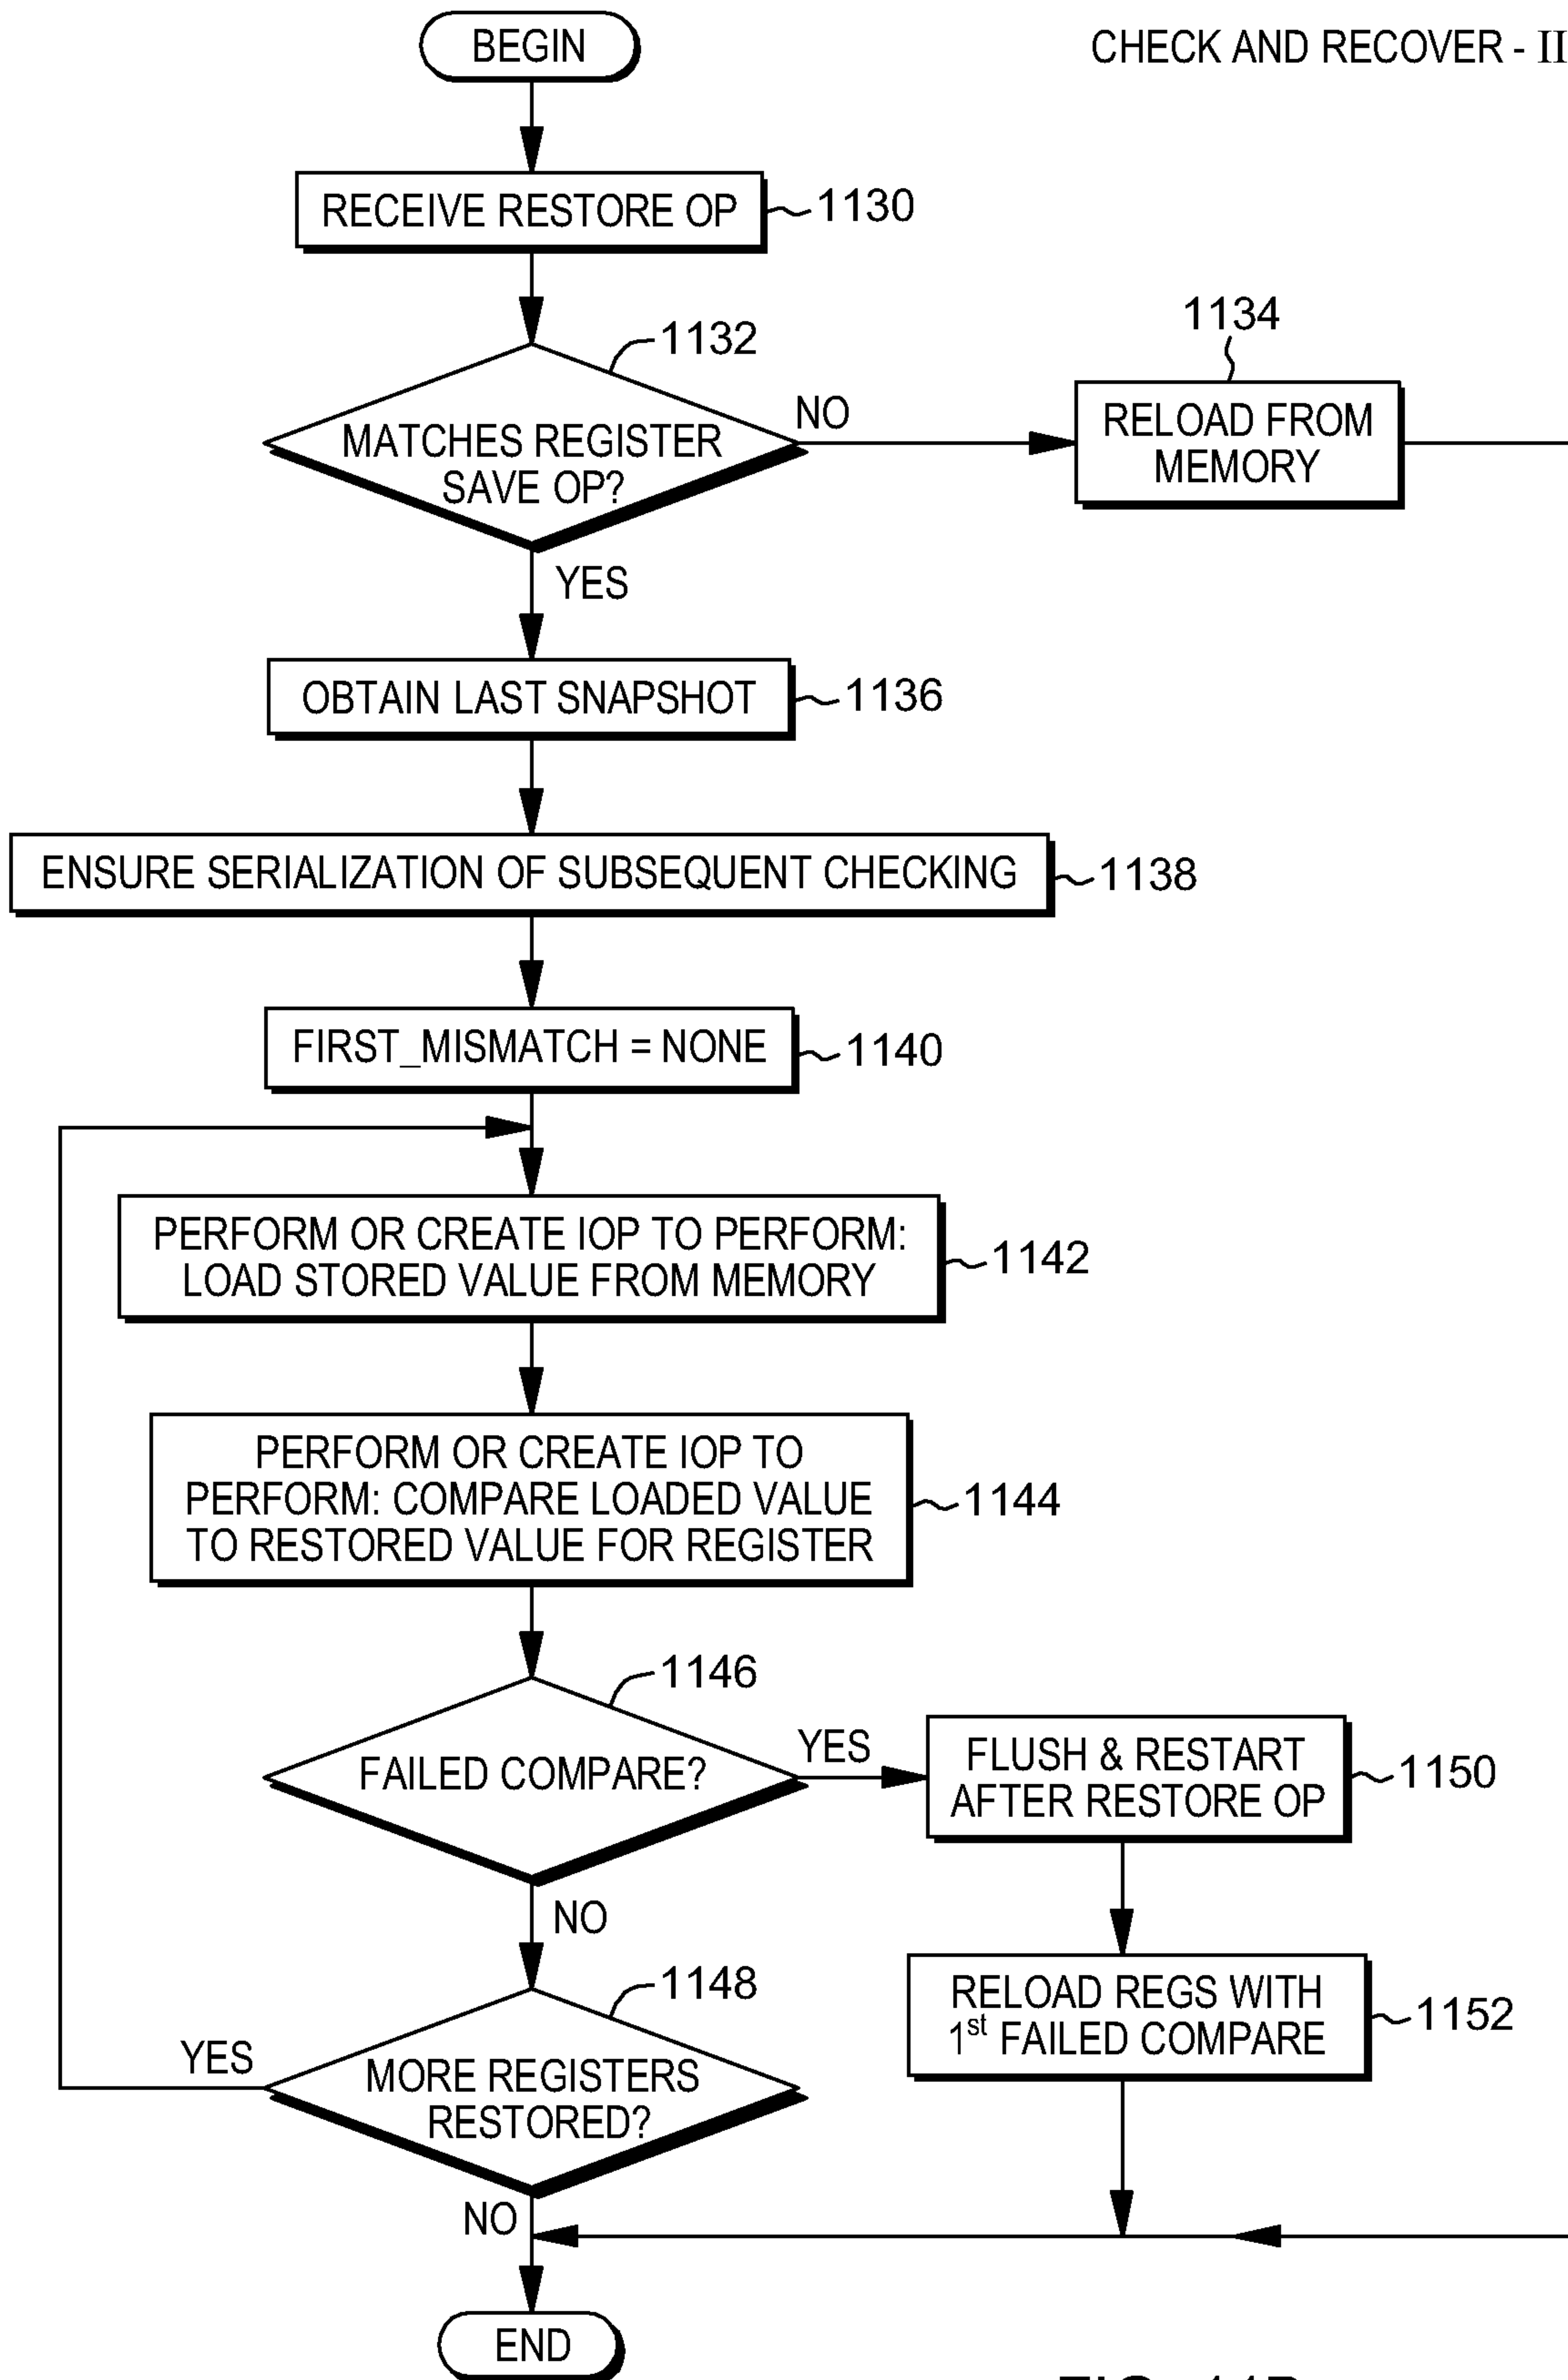 BEGIN
CHECK AND RECOVER - II
RECEIVE RESTORE OP
1130
1132
MATCHES REGISTER
SAVE OP?
NO
1134
RELOAD FROM
MEMORY
YES
OBTAIN LAST SNAPSHOT
1136
ENSURE SERIALIZATION OF SUBSEQUENT CHECKING
1138
FIRST_MISMATCH = NONE
1140
PERFORM OR CREATE IOP TO PERFORM:
LOAD STORED VALUE FROM MEMORY
1142
PERFORM OR CREATE IOP TO
PERFORM: COMPARE LOADED VALUE
TO RESTORED VALUE FOR REGISTER
1144
1146
FAILED COMPARE?
YES
FLUSH & RESTART
AFTER RESTORE OP
1150
NO
1148
MORE REGISTERS
RESTORED?
YES
RELOAD REGS WITH
1st FAILED COMPARE
1152
NO
END